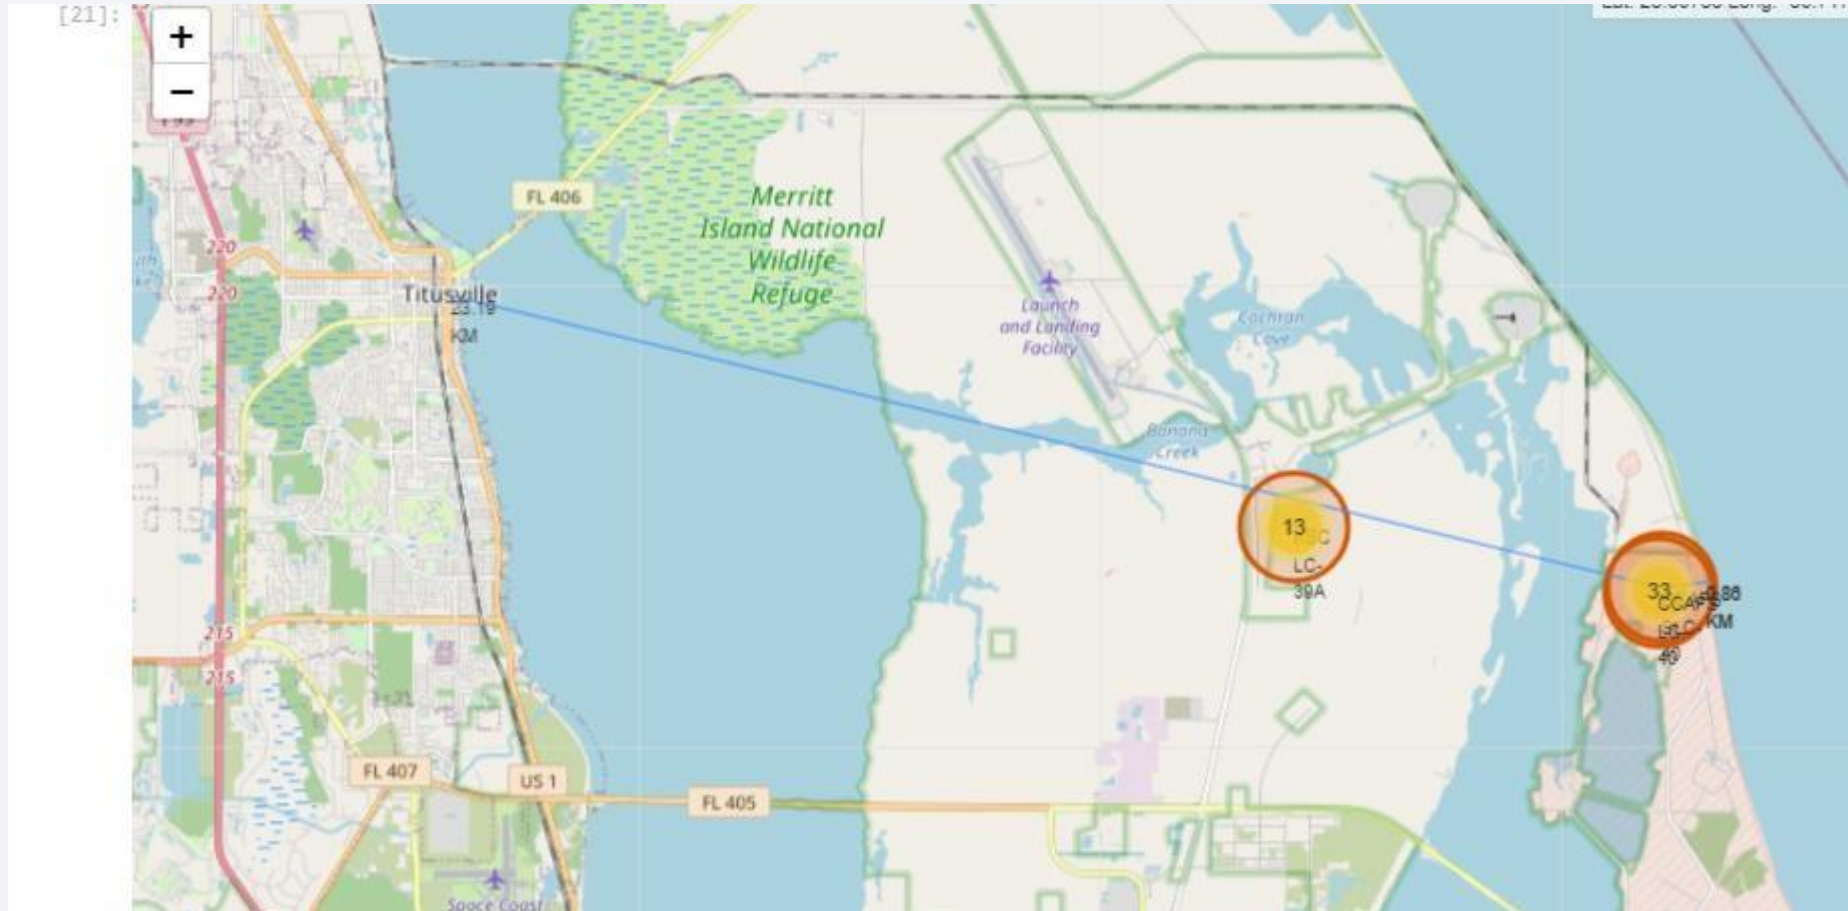 [21]:
+
−
FL 406
Merritt
Island National
Wildlife
Refuge
220
220
Titusville
23.19
KM
Launch
and Landing
Facility
Cochran
Cove
Banana
Creek
13
LC-
39A
33
KM
215
215
FL 407
US 1
FL 405
Space Coast